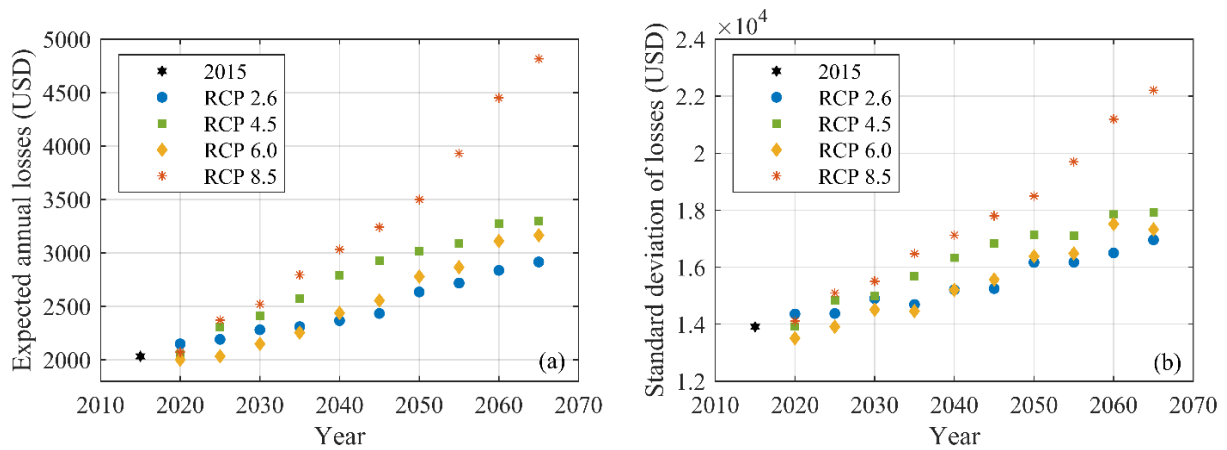 Expected annual losses (USD)
5000
4500
4000
3500
3000
2500
2000
2015
RCP 2.6
RCP 4.5
RCP 6.0
RCP 8.5
(a)
2010 2020 2030 2040 2050 2060 2070
Year
Standard deviation of losses (USD)
×10⁴
2.4
2.2
2
1.8
1.6
1.4
1.2
2015
RCP 2.6
RCP 4.5
RCP 6.0
RCP 8.5
(b)
2010 2020 2030 2040 2050 2060 2070
Year